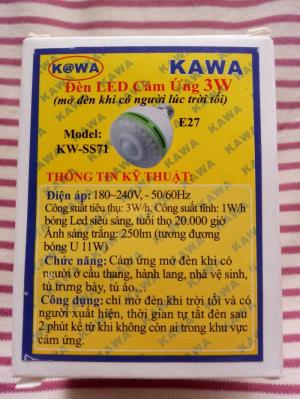 K@WA
KAWA
Đèn LED Cảm Ứng 3W
(mở đèn khi có người lúc trời tối)
E27
Model:
KW-SS71
THÔNG TIN KỸ THUẬT:
Điện áp: 180~240V, - 50/60Hz
Công suất tiêu thụ: 3W/h. Công suất tĩnh: 1W/h
bóng Led siêu sáng, tuổi thọ 20.000 giờ
Ánh sáng trắng: 250lm (tương đương
bóng U 11W)
Chức năng: Cảm ứng mở đèn khi có
người ở cầu thang, hành lang, nhà vệ sinh,
tủ trưng bày, tủ áo...
Công dụng: chỉ mở đèn khi trời tối và có
người xuất hiện, thời gian tự tắt đèn sau
2 phút kể từ khi không còn ai trong khu vực
cảm ứng.